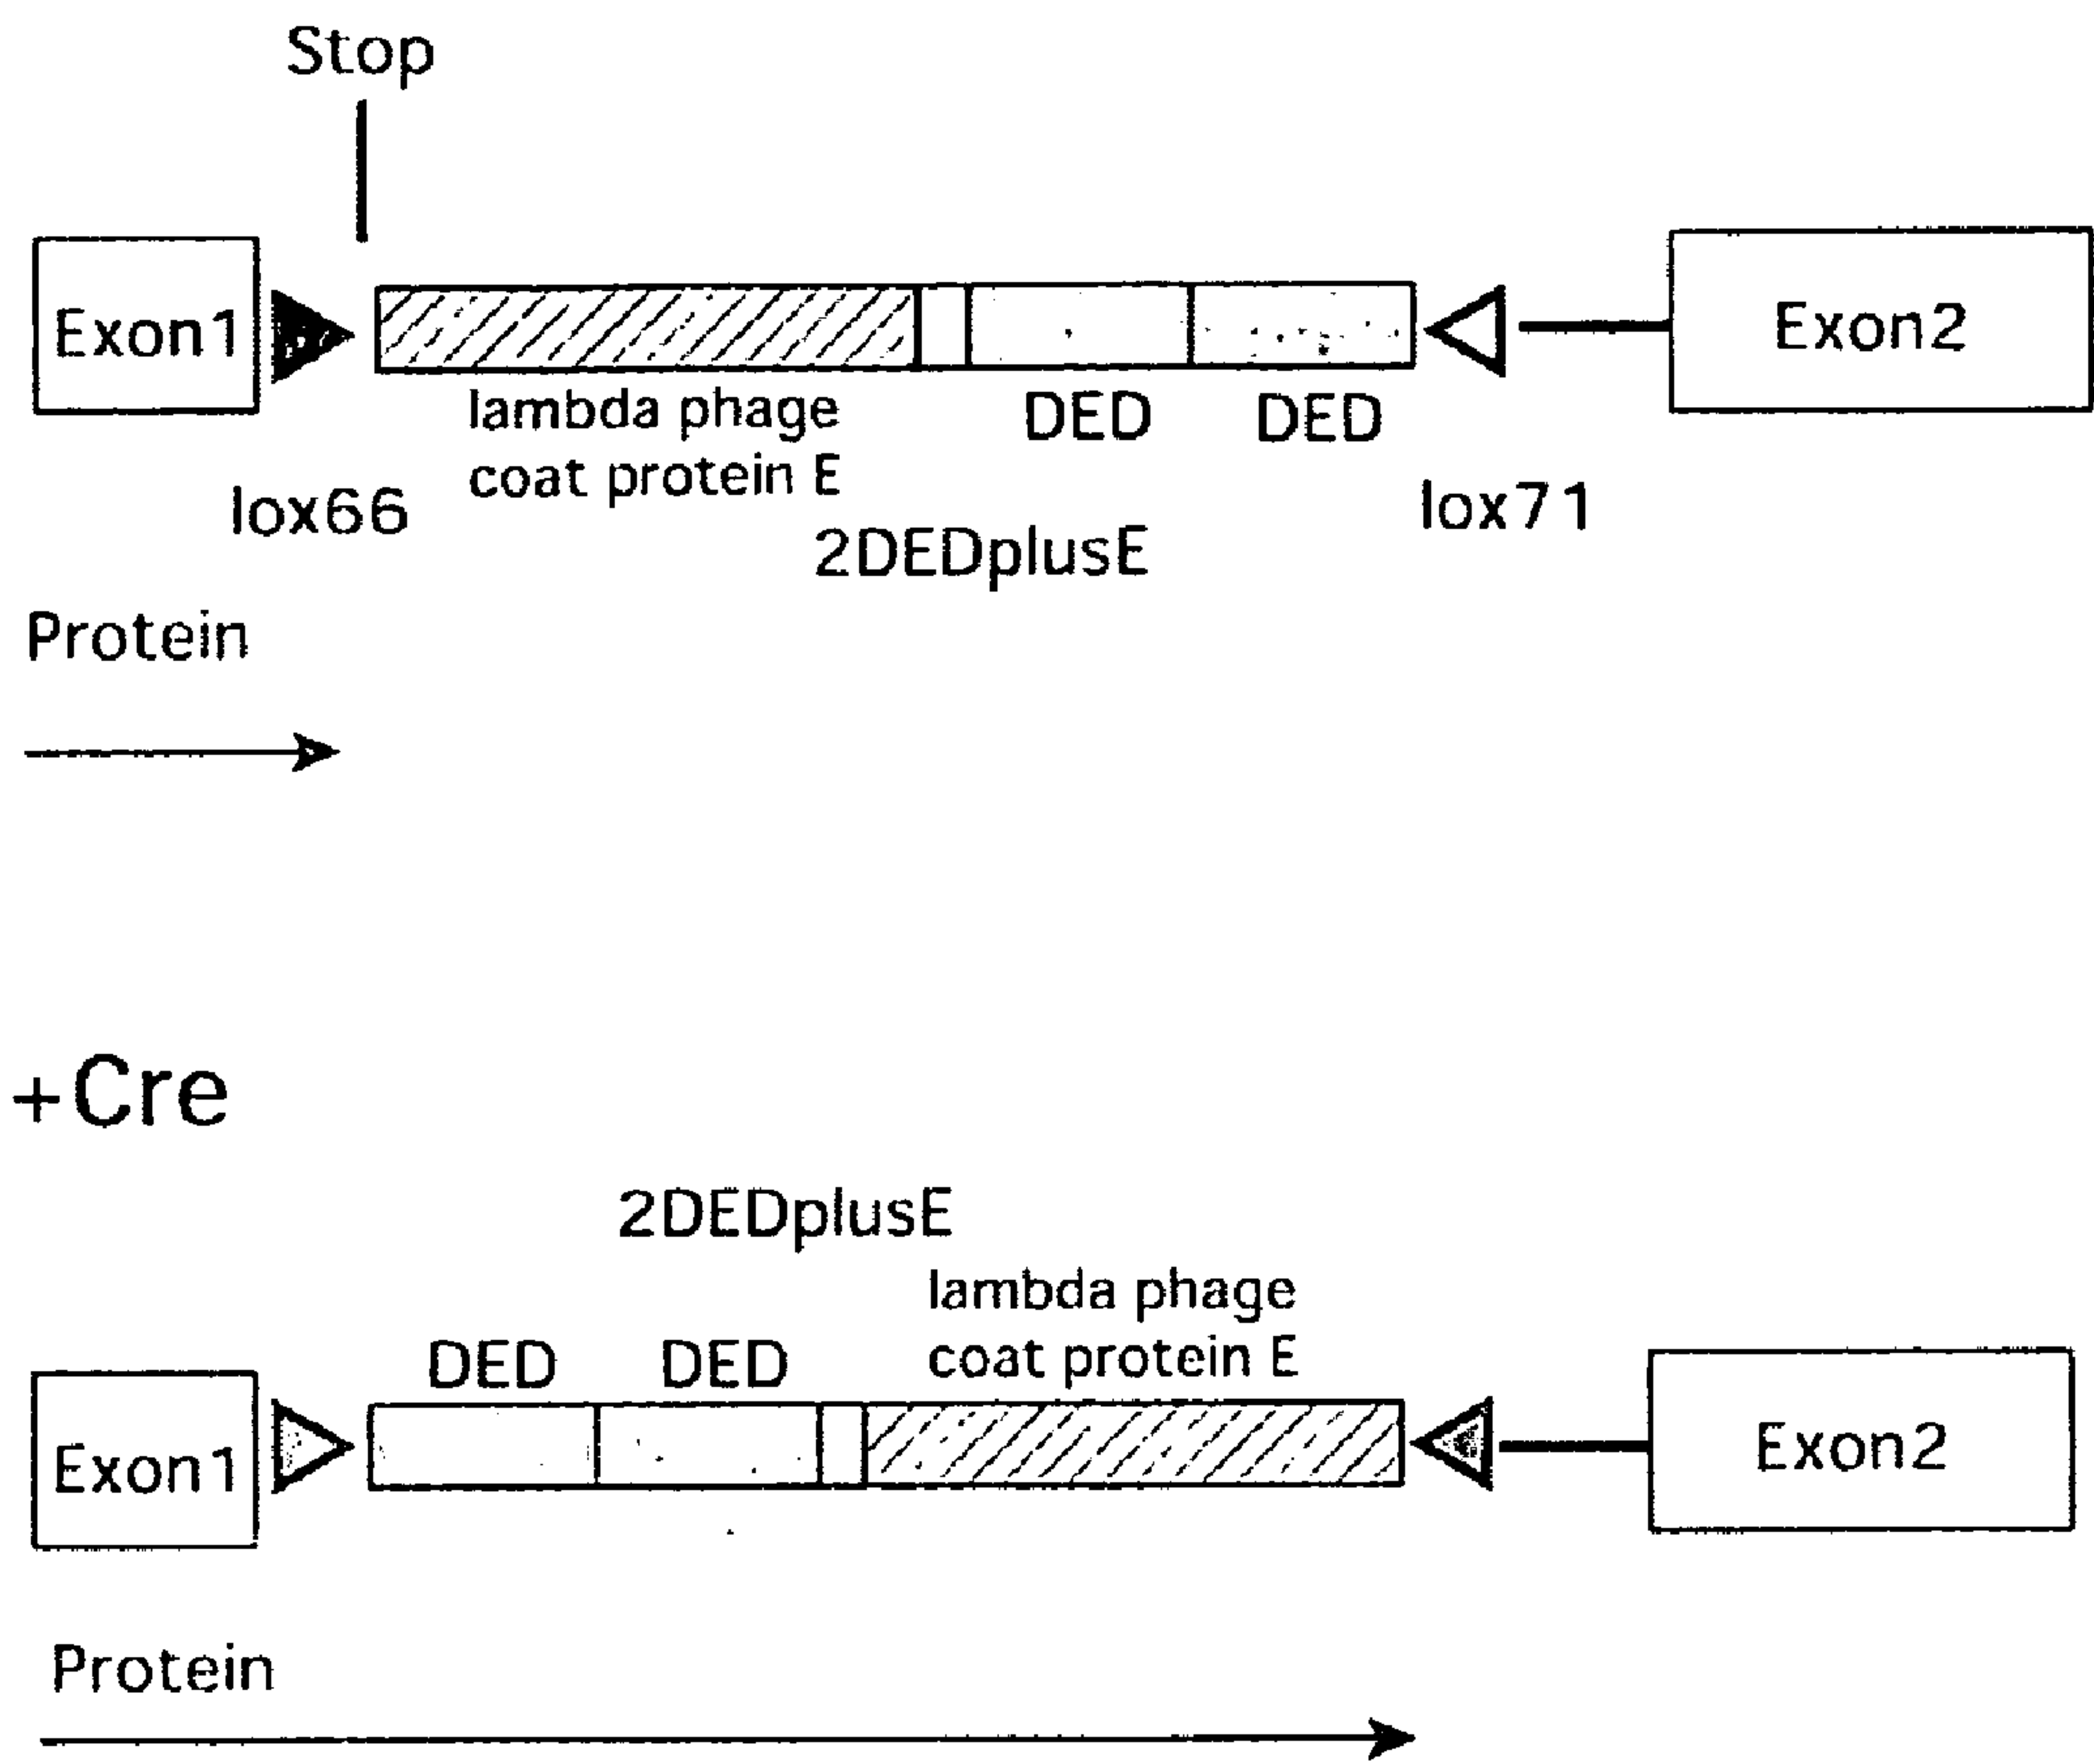 Stop
Exon1
Exon2
lambda phage
coat protein E
DED
DED
lox66
lox71
2DEDplusE
Protein
+Cre
2DEDplusE
lambda phage
coat protein E
DED
DED
Exon1
Exon2
Protein